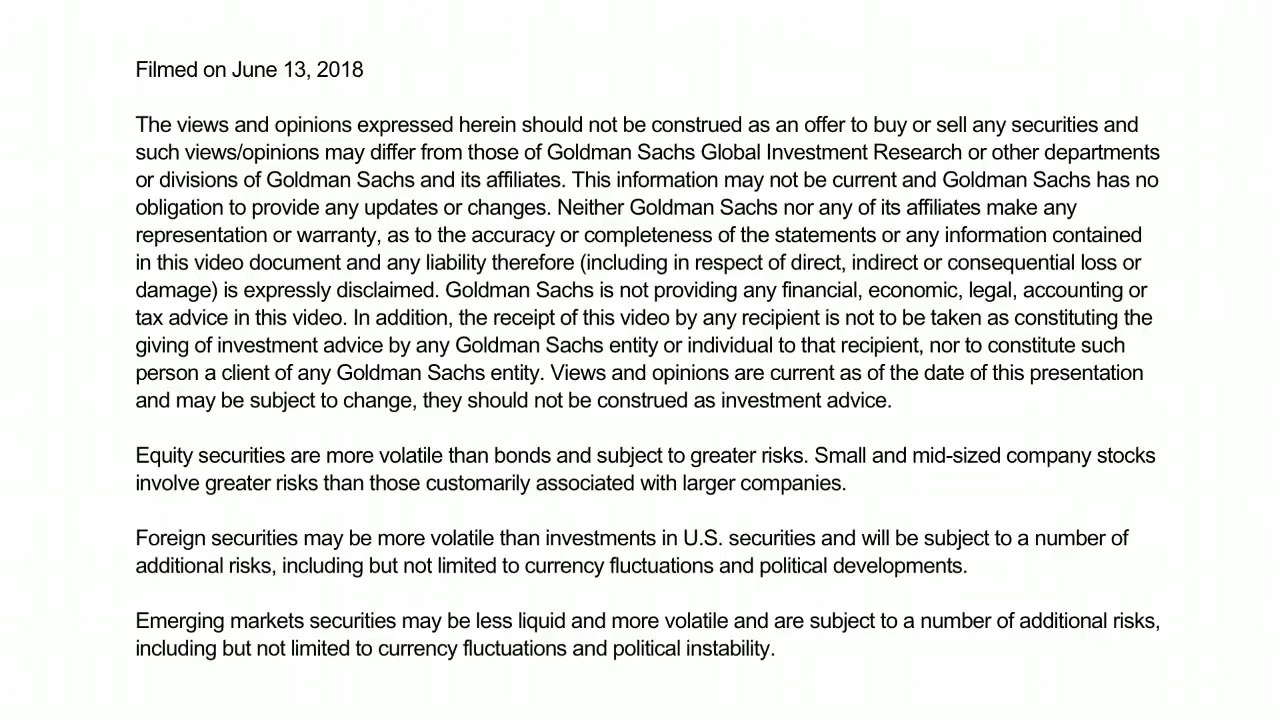 Filmed on June 13, 2018
The views and opinions expressed herein should not be construed as an offer to buy or sell any securities and
such views/opinions may differ from those of Goldman Sachs Global Investment Research or other departments
or divisions of Goldman Sachs and its affiliates. This information may not be current and Goldman Sachs has no
obligation to provide any updates or changes. Neither Goldman Sachs nor any of its affiliates make any
representation or warranty, as to the accuracy or completeness of the statements or any information contained
in this video document and any liability therefore (including in respect of direct, indirect or consequential loss or
damage) is expressly disclaimed. Goldman Sachs is not providing any financial, economic, legal, accounting or
tax advice in this video. In addition, the receipt of this video by any recipient is not to be taken as constituting the
giving of investment advice by any Goldman Sachs entity or individual to that recipient, nor to constitute such
person a client of any Goldman Sachs entity. Views and opinions are current as of the date of this presentation
and may be subject to change, they should not be construed as investment advice.
Equity securities are more volatile than bonds and subject to greater risks. Small and mid-sized company stocks
involve greater risks than those customarily associated with larger companies.
Foreign securities may be more volatile than investments in U.S. securities and will be subject to a number of
additional risks, including but not limited to currency fluctuations and political developments.
Emerging markets securities may be less liquid and more volatile and are subject to a number of additional risks,
including but not limited to currency fluctuations and political instability.